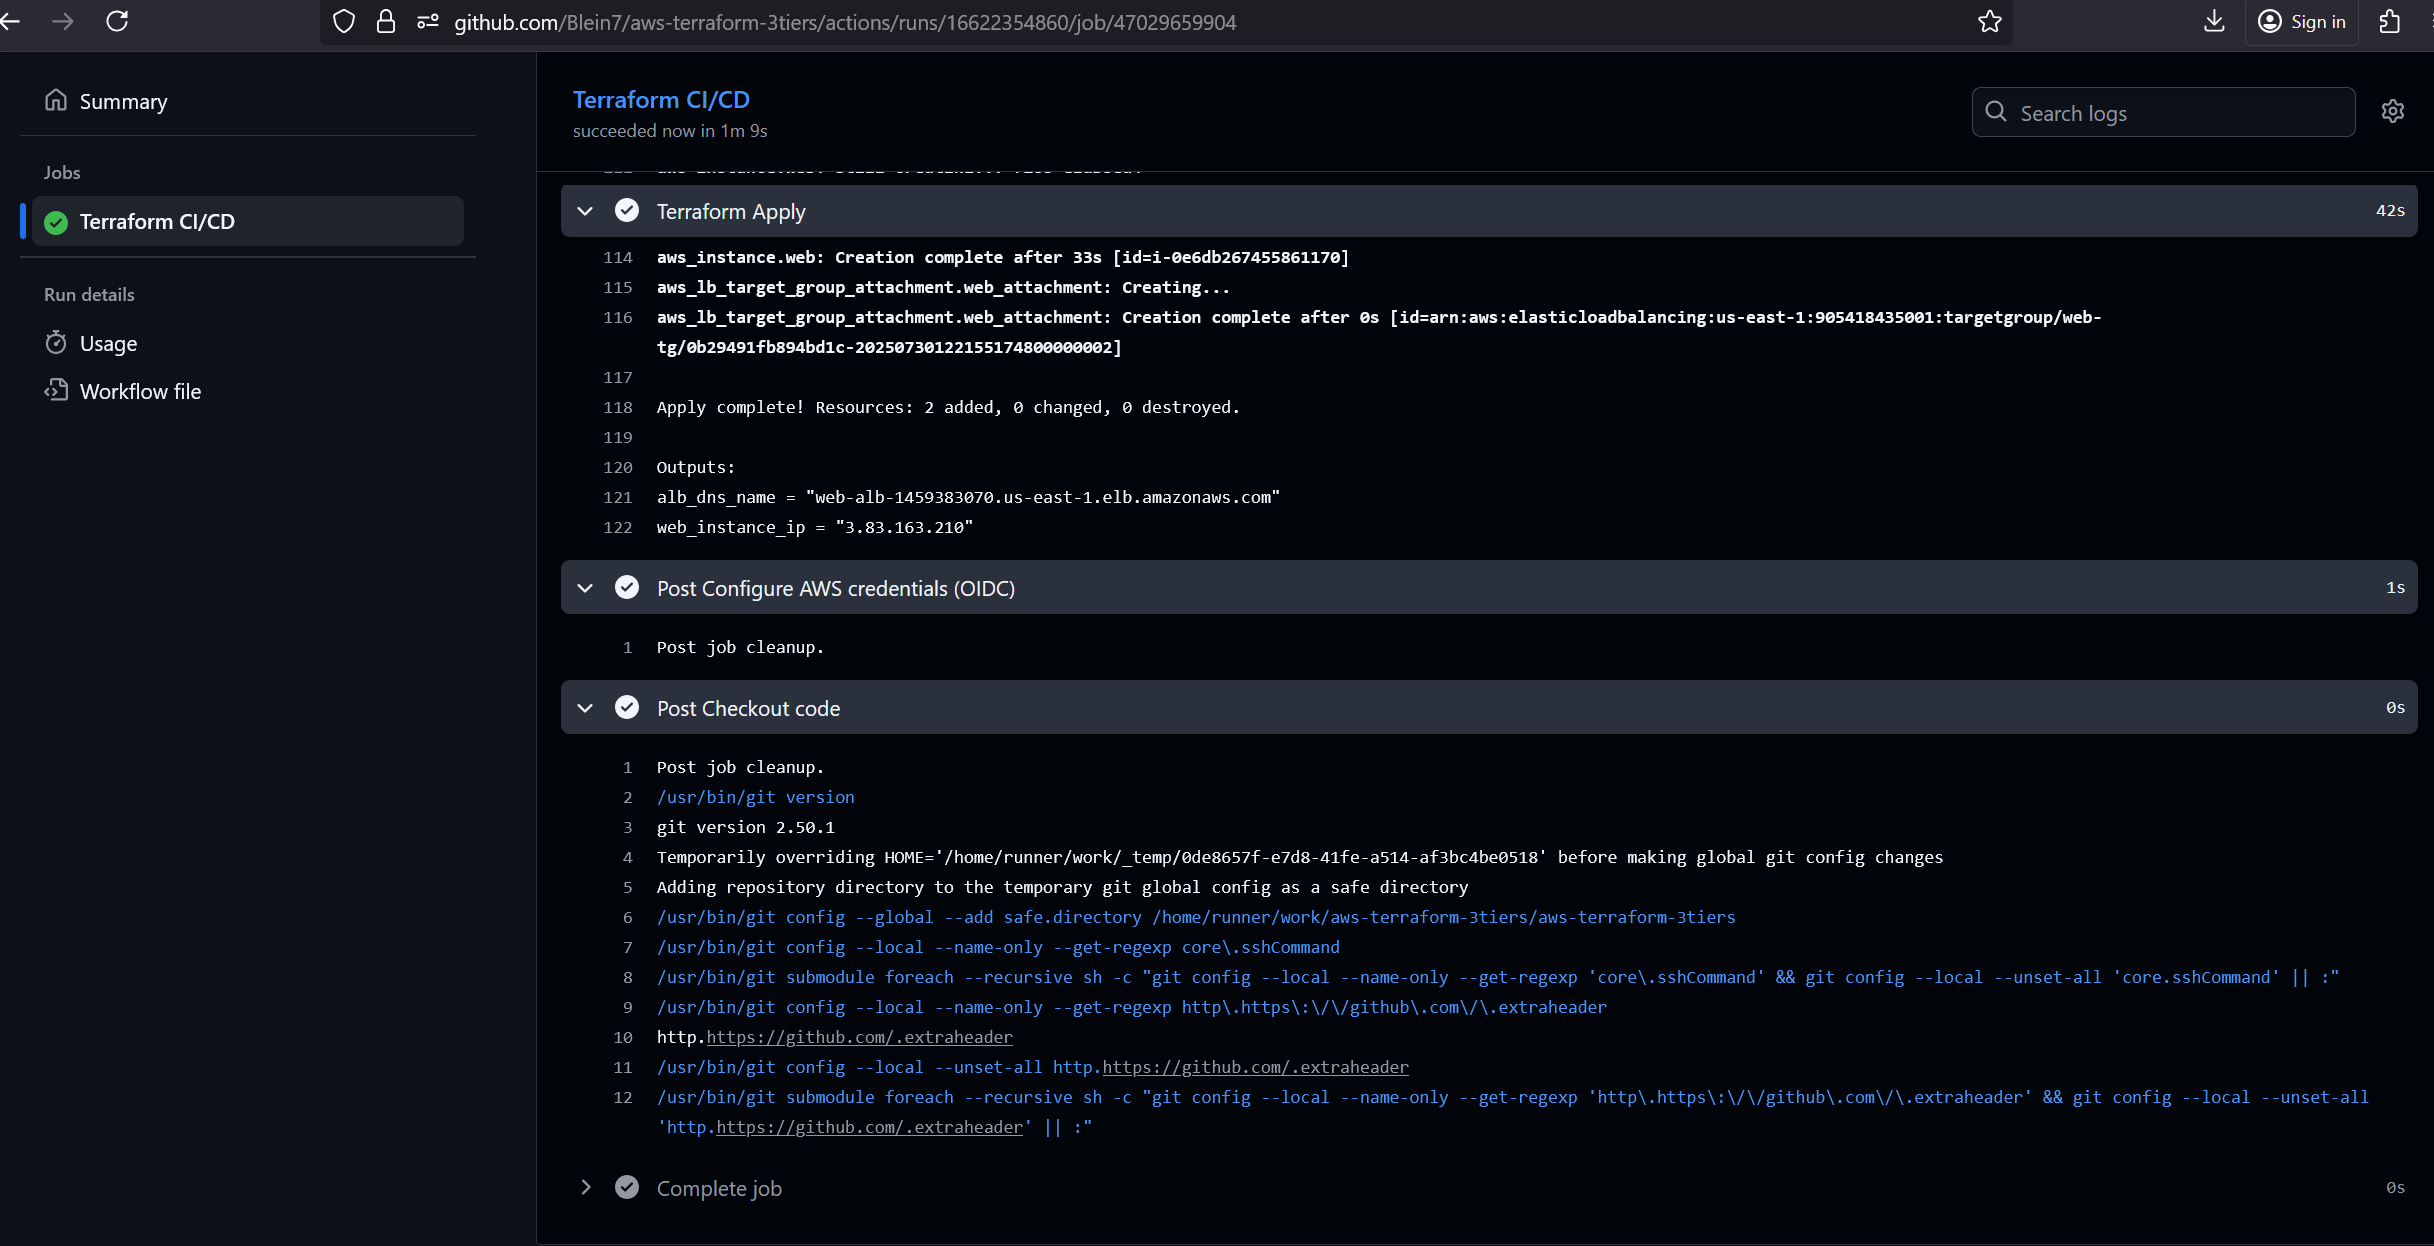 github.com/Blein7/aws-terraform-3tiers/actions/runs/16622354860/job/47029659904
Sign in
Summary
Jobs
Terraform CI/CD
Run details
Usage
Workflow file
Terraform CI/CD
succeeded now in 1m 9s
Search logs
Terraform Apply
42s
114 aws_instance.web: Creation complete after 33s [id=i-0e6db267455861170]
115 aws_lb_target_group_attachment.web_attachment: Creating...
116 aws_lb_target_group_attachment.web_attachment: Creation complete after 0s [id=arn:aws:elasticloadbalancing:us-east-1:905418435001:targetgroup/web-
tg/0b29491fb894bd1c-20250730122155174800000002]
117
118 Apply complete! Resources: 2 added, 0 changed, 0 destroyed.
119
120 Outputs:
121 alb_dns_name = "web-alb-1459383070.us-east-1.elb.amazonaws.com"
122 web_instance_ip = "3.83.163.210"
Post Configure AWS credentials (OIDC)
1s
1 Post job cleanup.
Post Checkout code
0s
1 Post job cleanup.
2 /usr/bin/git version
3 git version 2.50.1
4 Temporarily overriding HOME='/home/runner/work/_temp/0de8657f-e7d8-41fe-a514-af3bc4be0518' before making global git config changes
5 Adding repository directory to the temporary git global config as a safe directory
6 /usr/bin/git config --global --add safe.directory /home/runner/work/aws-terraform-3tiers/aws-terraform-3tiers
7 /usr/bin/git config --local --name-only --get-regexp core\.sshCommand
8 /usr/bin/git submodule foreach --recursive sh -c "git config --local --name-only --get-regexp 'core\.sshCommand' && git config --local --unset-all 'core.sshCommand' || :"
9 /usr/bin/git config --local --name-only --get-regexp http\.https\:\/\/github\.com\/\.extraheader
10 http.https://github.com/.extraheader
11 /usr/bin/git config --local --unset-all http.https://github.com/.extraheader
12 /usr/bin/git submodule foreach --recursive sh -c "git config --local --name-only --get-regexp 'http\.https\:\/\/github\.com\/\.extraheader' && git config --local --unset-all
'http.https://github.com/.extraheader' || :"
Complete job
0s